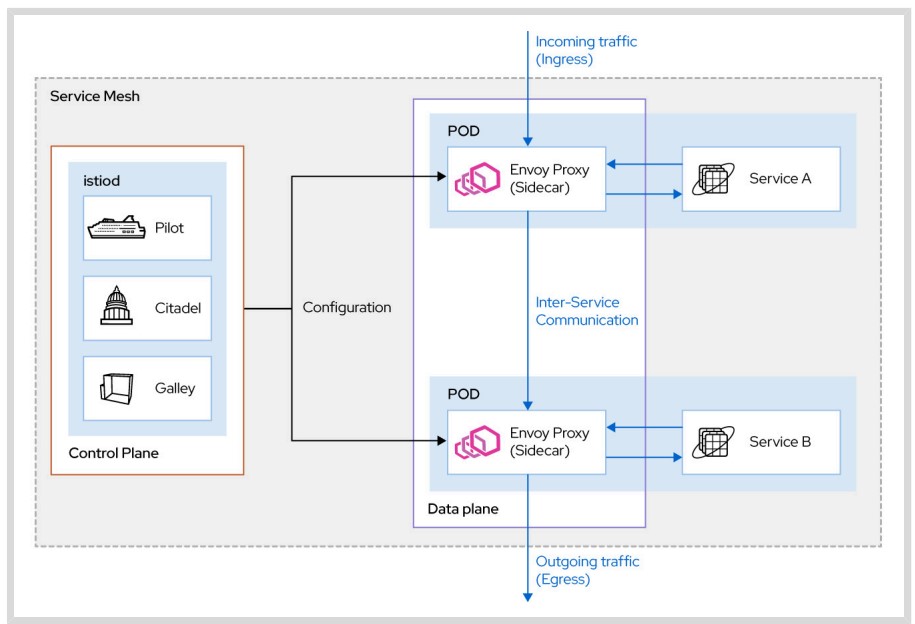 Incoming traffic
(Ingress)
Service Mesh
POD
istiod
Envoy Proxy
(Sidecar)
Service A
Pilot
Citadel
Configuration
Inter-Service
Communication
Galley
POD
Control Plane
Envoy Proxy
(Sidecar)
Service B
Data plane
Outgoing traffic
(Egress)